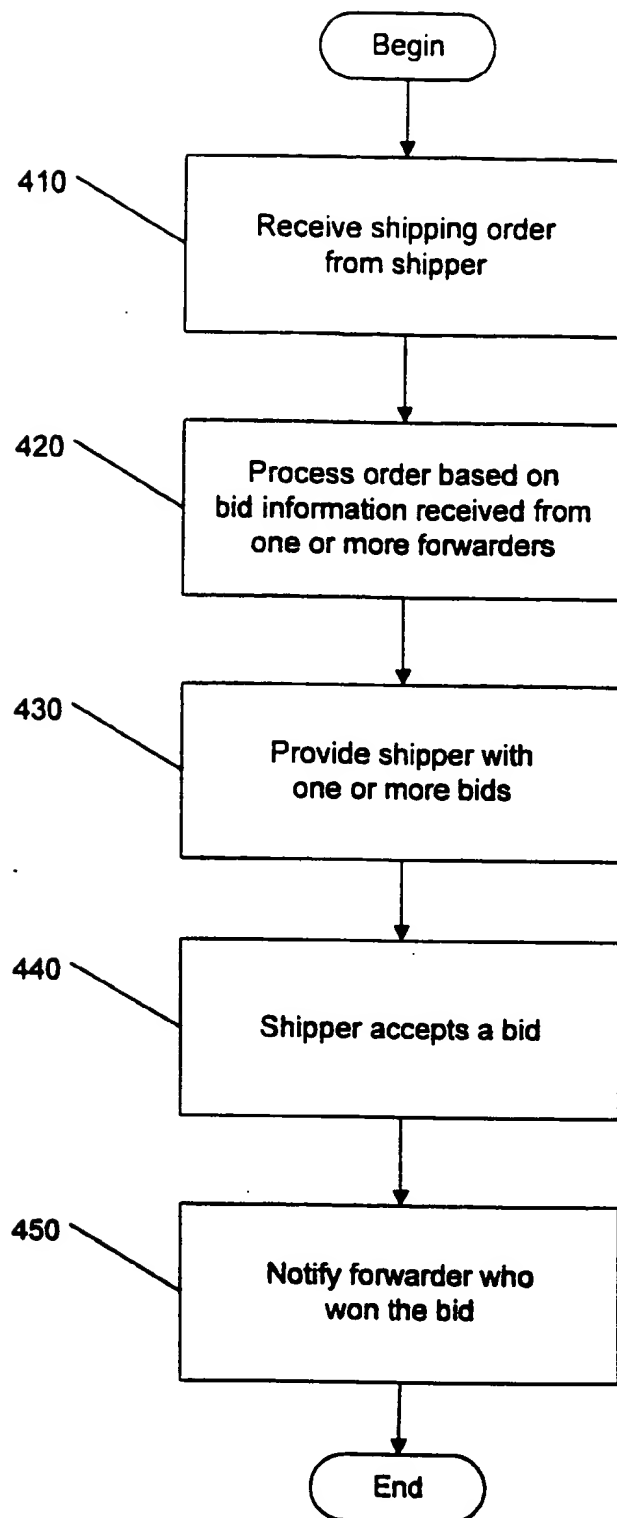 Begin
410
Receive shipping order
from shipper
420
Process order based on
bid information received from
one or more forwarders
430
Provide shipper with
one or more bids
440
Shipper accepts a bid
450
Notify forwarder who
won the bid
End